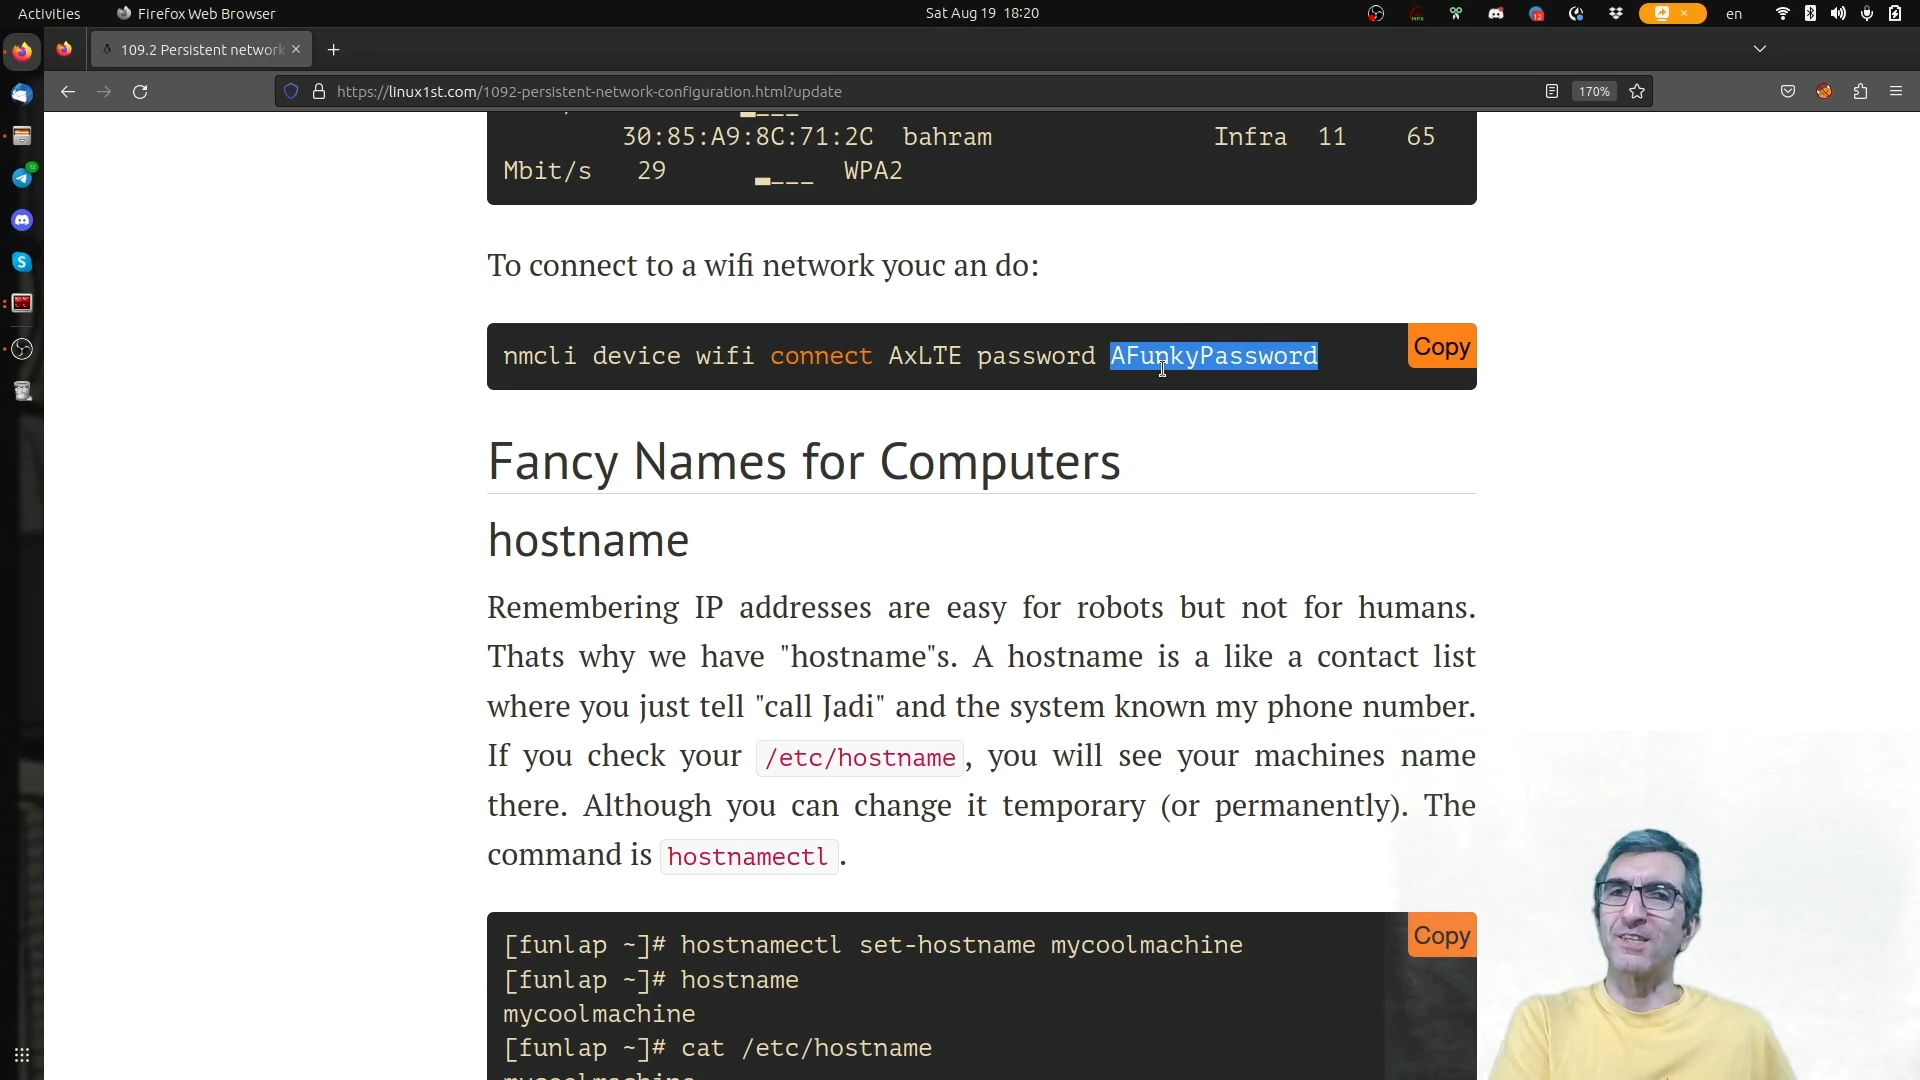 Activities
Firefox Web Browser
Sat Aug 19 18:20
en
109.2 Persistent network
https://linux1st.com/1092-persistent-network-configuration.html?update
170%
30:85:A9:8C:71:2C bahram Infra 11 65
Mbit/s 29 ▂___ WPA2
To connect to a wifi network youc an do:
nmcli device wifi connect AxLTE password AFunkyPassword
Copy
Fancy Names for Computers
hostname
Remembering IP addresses are easy for robots but not for humans.
Thats why we have "hostname"s. A hostname is a like a contact list
where you just tell "call Jadi" and the system known my phone number.
If you check your /etc/hostname, you will see your machines name
there. Although you can change it temporary (or permanently). The
command is hostnamectl.
[funlap ~]# hostnamectl set-hostname mycoolmachine
Copy
[funlap ~]# hostname
mycoolmachine
[funlap ~]# cat /etc/hostname
mycoolmachine